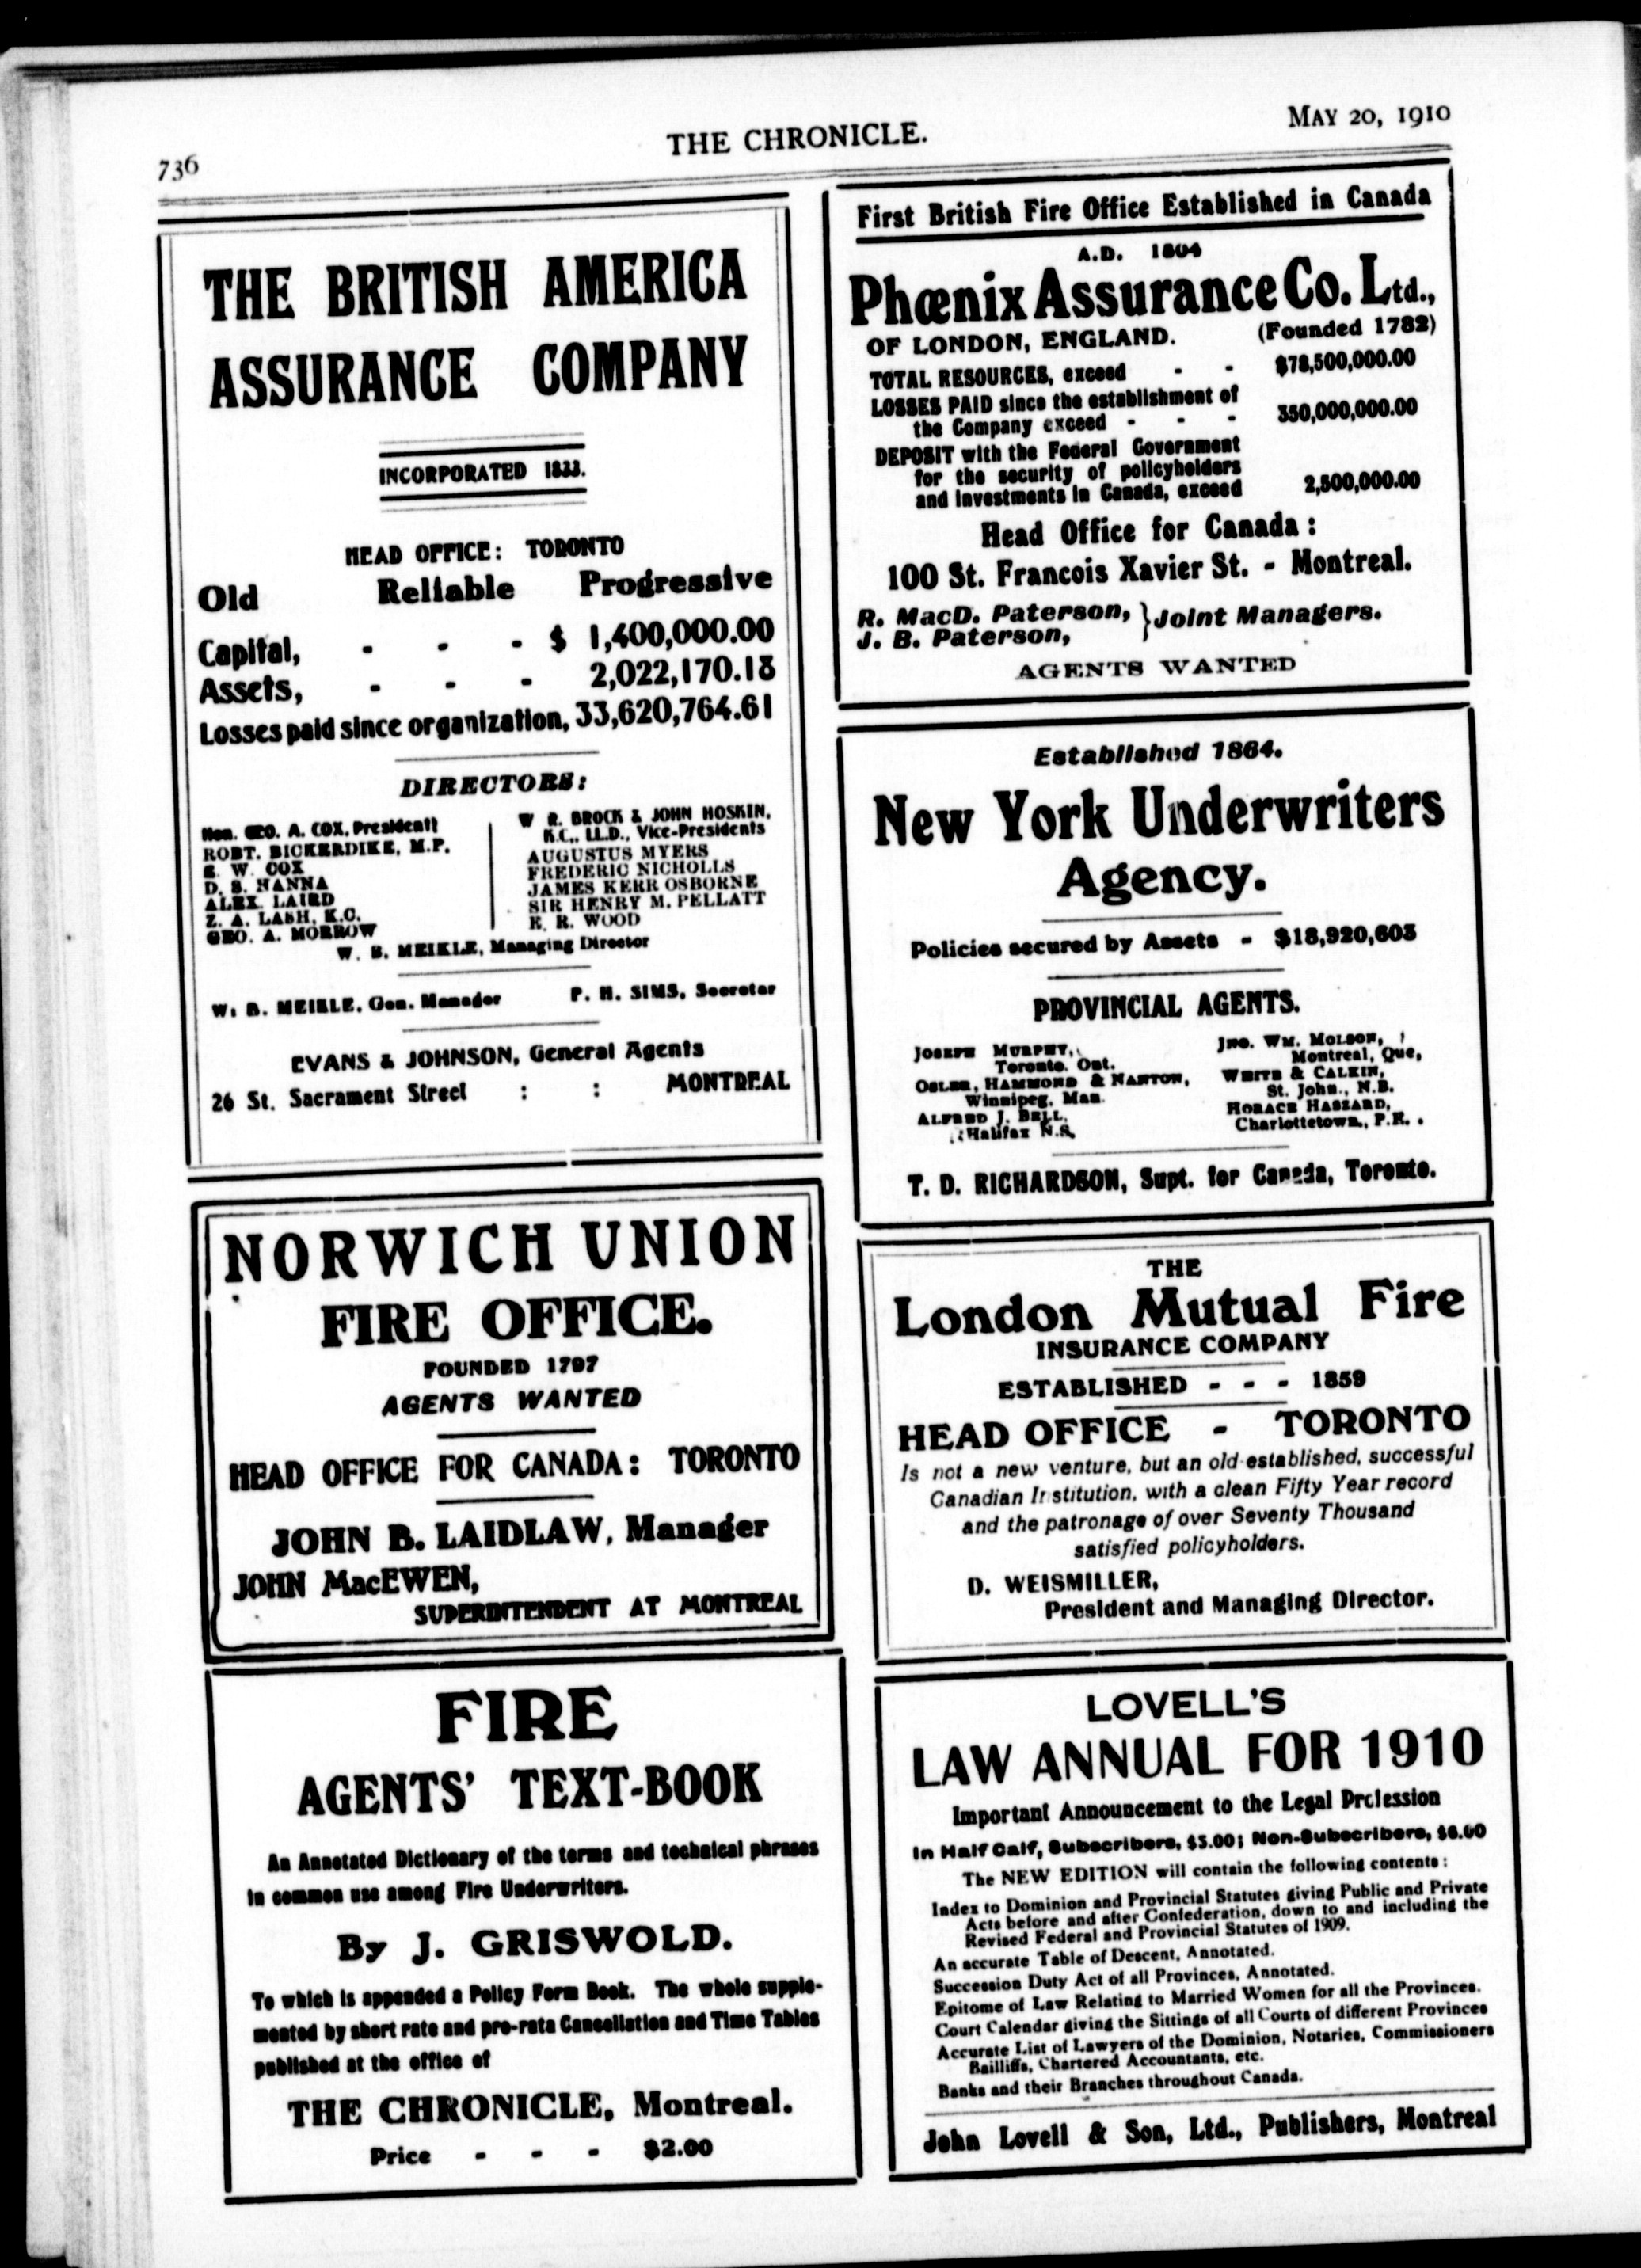 736
THE CHRONICLE.
MAY 20, 1910
THE BRITISH AMERICA
ASSURANCE COMPANY
INCORPORATED 1833.
HEAD OFFICE: TORONTO
Old Reliable Progressive
Capital, - - - $ 1,400,000.00
Assets, - - - 2,022,170.18
Losses paid since organization, 33,620,764.61
DIRECTORS:
Hon. GEO. A. COX, President
ROBT. BICKERDIKE, M.P.
E. W. COX
D. B. HANNA
ALEX. LAIRD
Z. A. LASH, K.C.
GEO. A. MORROW
W R. BROCK & JOHN HOSKIN,
K.C., LL.D., Vice-Presidents
AUGUSTUS MYERS
FREDERIC NICHOLLS
JAMES KERR OSBORNE
SIR HENRY M. PELLATT
E. R. WOOD
W. B. MEIKLE, Managing Director
W. B. MEIKLE, Gen. Manager P. H. SIMS, Secretar
EVANS & JOHNSON, General Agents
26 St. Sacrament Street : : MONTREAL
NORWICH UNION
FIRE OFFICE.
FOUNDED 1797
AGENTS WANTED
HEAD OFFICE FOR CANADA: TORONTO
JOHN B. LAIDLAW, Manager
JOHN MacEWEN,
SUPERINTENDENT AT MONTREAL
FIRE
AGENTS' TEXT-BOOK
An Annotated Dictionary of the terms and technical phrases
in common use among Fire Underwriters.
By J. GRISWOLD.
To which is appended a Policy Form Book. The whole supple-
mented by short rate and pro-rata Cancellation and Time Tables
published at the office of
THE CHRONICLE, Montreal.
Price - - - $2.00
First British Fire Office Established in Canada
A.D. 1804
Phœnix Assurance Co. Ltd.,
OF LONDON, ENGLAND. (Founded 1782)
TOTAL RESOURCES, exceed - - $78,500,000.00
LOSSES PAID since the establishment of
the Company exceed - - - 350,000,000.00
DEPOSIT with the Federal Government
for the security of policyholders
and investments in Canada, exceed 2,500,000.00
Head Office for Canada:
100 St. Francois Xavier St. - Montreal.
R. MacD. Paterson, } Joint Managers.
J. B. Paterson,
AGENTS WANTED
Established 1864.
New York Underwriters
Agency.
Policies secured by Assets - $18,920,603
PROVINCIAL AGENTS.
JOSEPH MURPHY,
Toronto. Ont.
OSLER, HAMMOND & NANTON,
Winnipeg, Man.
ALFRED J. BELL,
Halifax N.S.
JNO. WM. MOLSON,
Montreal, Que,
WHITE & CALKIN,
St. John., N.B.
HORACE HASZARD,
Charlottetown., P.E. .
T. D. RICHARDSON, Supt. for Canada, Toronto.
THE
London Mutual Fire
INSURANCE COMPANY
ESTABLISHED - - - 1859
HEAD OFFICE - TORONTO
Is not a new venture, but an old-established, successful
Canadian Institution, with a clean Fifty Year record
and the patronage of over Seventy Thousand
satisfied policyholders.
D. WEISMILLER,
President and Managing Director.
LOVELL'S
LAW ANNUAL FOR 1910
Important Announcement to the Legal Profession
In Half Calf, Subscribers, $5.00; Non-Subscribers, $6.00
The NEW EDITION will contain the following contents:
Index to Dominion and Provincial Statutes giving Public and Private
Acts before and after Confederation, down to and including the
Revised Federal and Provincial Statutes of 1909.
An accurate Table of Descent, Annotated.
Succession Duty Act of all Provinces, Annotated.
Epitome of Law Relating to Married Women for all the Provinces.
Court Calendar giving the Sittings of all Courts of different Provinces
Accurate List of Lawyers of the Dominion, Notaries, Commissioners
Bailliffs, Chartered Accountants, etc.
Banks and their Branches throughout Canada.
John Lovell & Son, Ltd., Publishers, Montreal